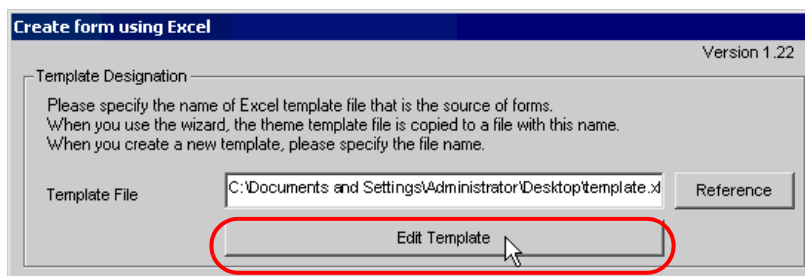 Create form using Excel
Version 1.22
Template Designation
Please specify the name of Excel template file that is the source of forms.
When you use the wizard, the theme template file is copied to a file with this name.
When you create a new template, please specify the file name.
Template File C:\Documents and Settings\Administrator\Desktop\template.xl Reference
Edit Template